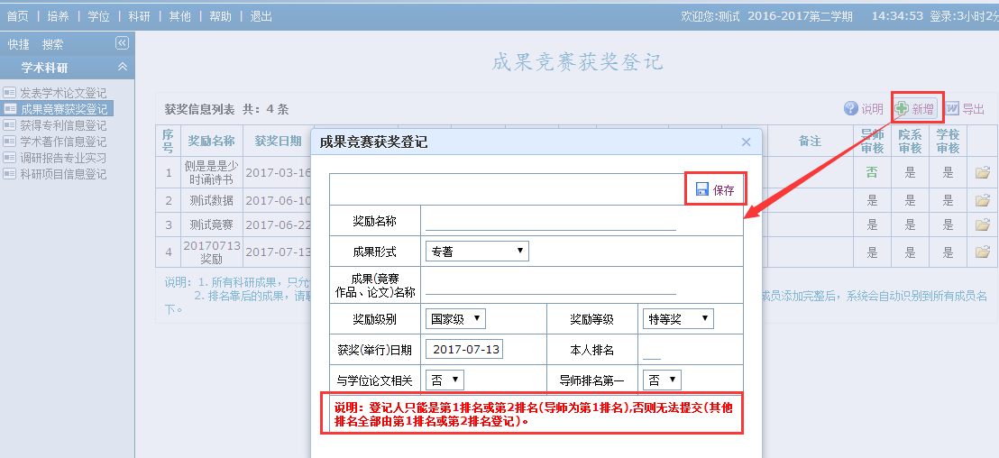 首页 | 培养 | 学位 | 科研 | 其他 | 帮助 | 退出
欢迎您:测试 2016-2017第二学期 14:34:53 登录:3小时2分
快捷 搜索
学术科研
发表学术论文登记
成果竞赛获奖登记
获得专利信息登记
学术著作信息登记
调研报告专业实习
科研项目信息登记
成果竞赛获奖登记
获奖信息列表 共：4 条
说明 新增 导出
序号 奖励名称 获奖日期 备注 导师审核 院系审核 学校审核
1 侧是是是少时诵诗书 2017-03-16 否 是 是
2 测试数据 2017-06-10 是 是 是
3 测试竞赛 2017-06-22 是 是 是
4 20170713奖励 2017-07-13 是 是 是
说明：1. 所有科研成果，只允
2. 排名靠后的成果，请
成员添加完整后，系统会自动识别到所有成员名
下。
成果竞赛获奖登记
保存
奖励名称
成果形式 专著
成果(竞赛
作品、论文)名称
奖励级别 国家级 奖励等级 特等奖
获奖(举行)日期 2017-07-13 本人排名
与学位论文相关 否 导师排名第一 否
说明：登记人只能是第1排名或第2排名(导师为第1排名),否则无法提交(其他
排名全部由第1排名或第2排名登记)。